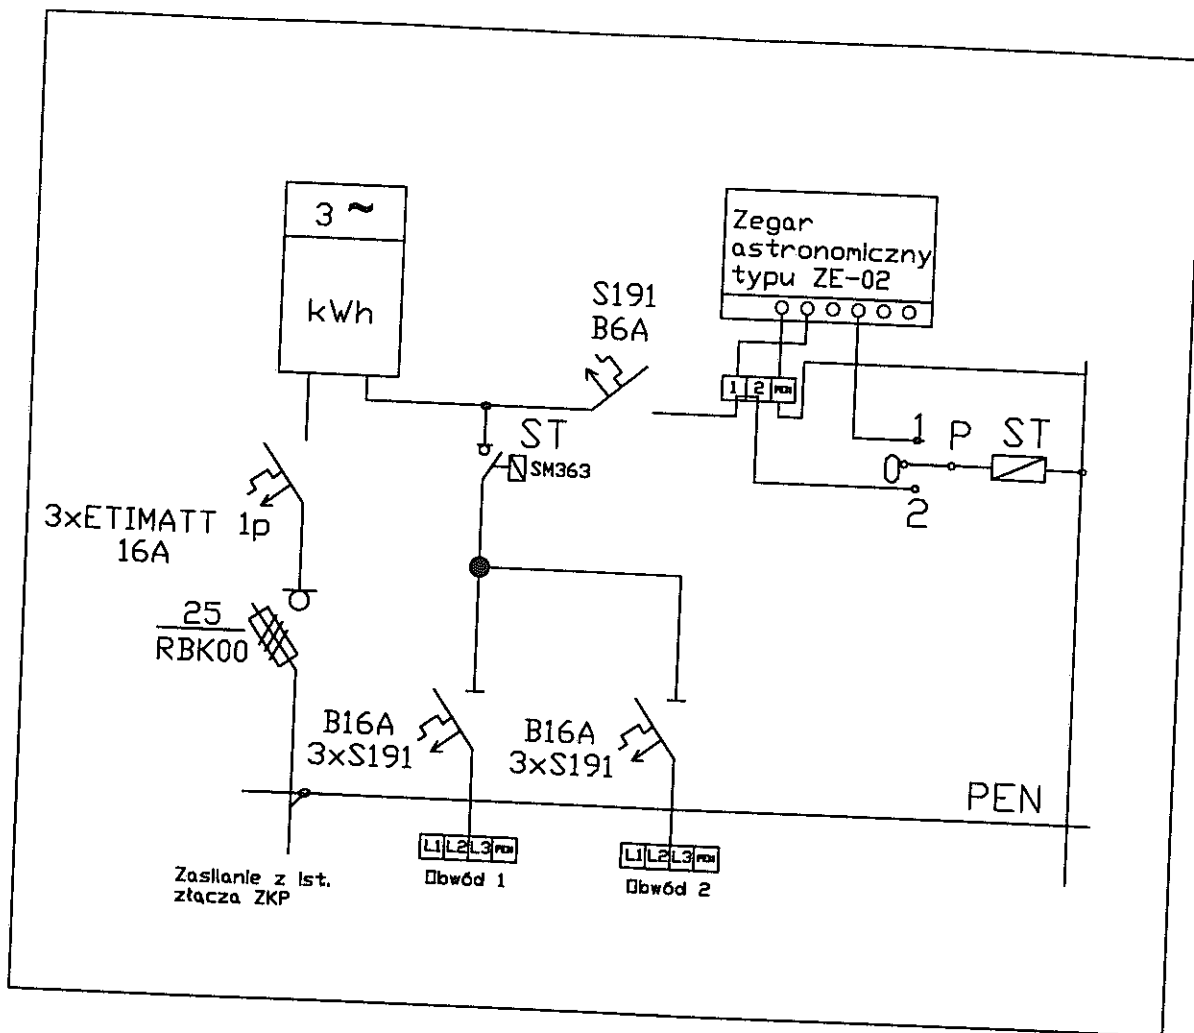 3 ~
kWh
Zegar
astronomiczny
typu ZE-02
S191
B6A
1 2 PEN
ST
SM363
1
P
ST
2
3xETIMATT 1p
16A
25
RBK00
B16A
3xS191
B16A
3xS191
PEN
L1 L2 L3 PEN
Obwód 1
L1 L2 L3 PEN
Obwód 2
Zasilanie z ist.
złącza ZKP